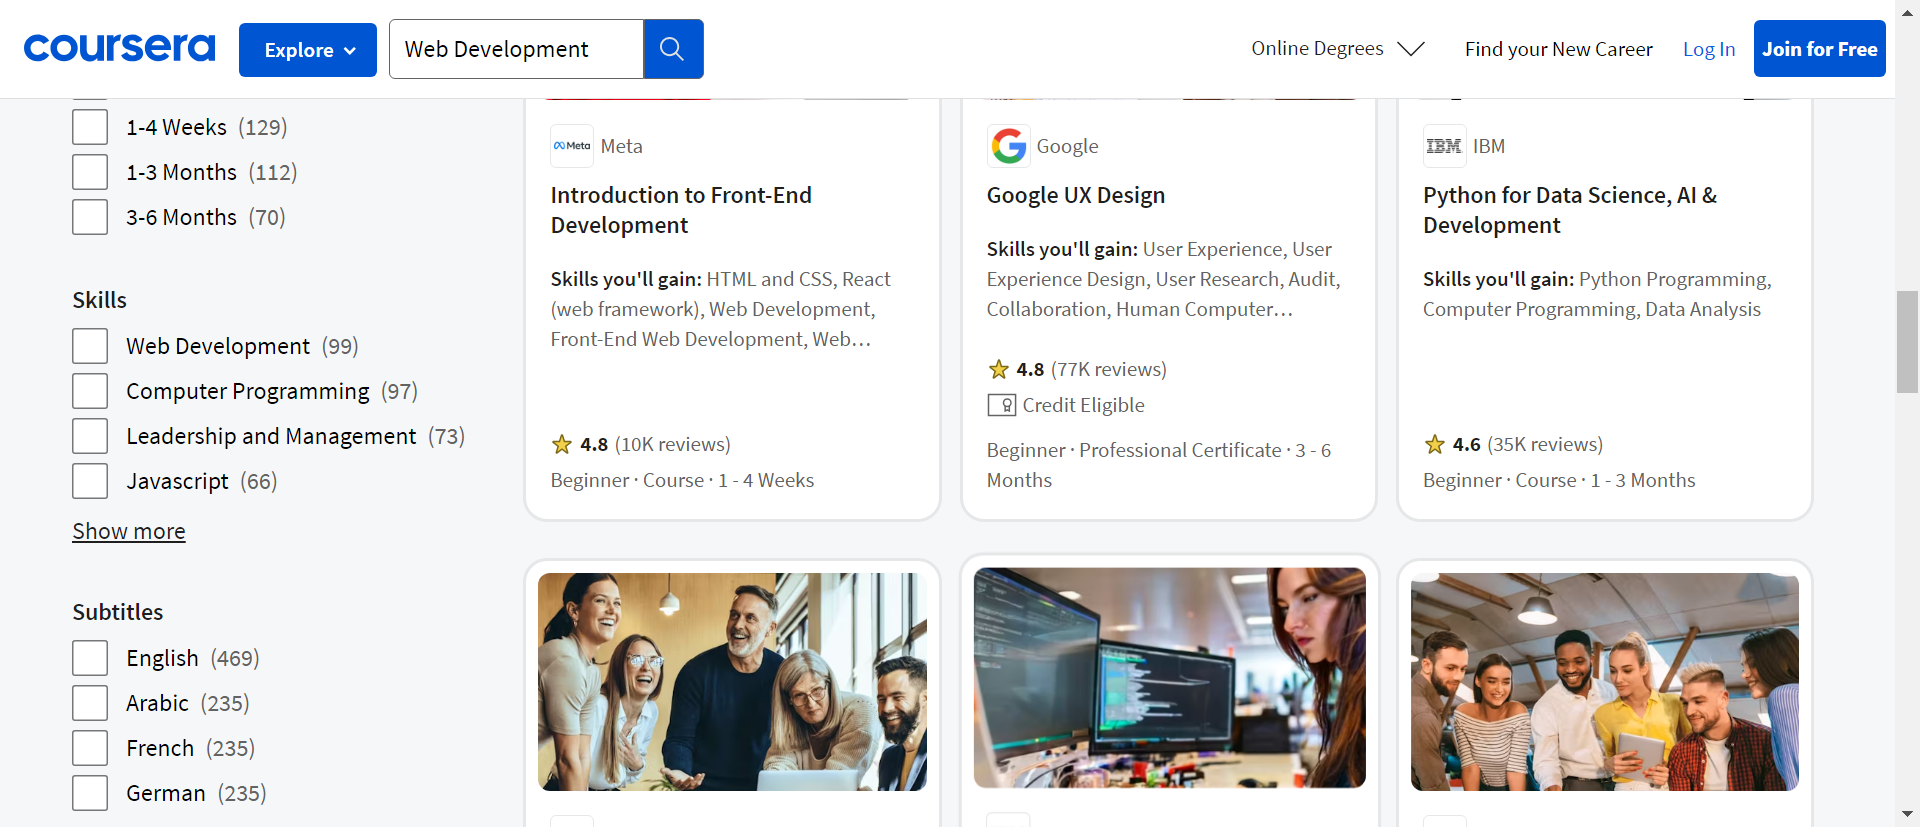 coursera
Explore
Web Development
Online Degrees
Find your New Career
Log In
Join for Free
1-4 Weeks (129)
1-3 Months (112)
3-6 Months (70)
Skills
Web Development (99)
Computer Programming (97)
Leadership and Management (73)
Javascript (66)
Show more
Subtitles
English (469)
Arabic (235)
French (235)
German (235)
Meta
Meta
Introduction to Front-End
Development
Skills you'll gain: HTML and CSS, React
(web framework), Web Development,
Front-End Web Development, Web...
4.8 (10K reviews)
Beginner · Course · 1 - 4 Weeks
G
Google
Google UX Design
Skills you'll gain: User Experience, User
Experience Design, User Research, Audit,
Collaboration, Human Computer...
4.8 (77K reviews)
Credit Eligible
Beginner · Professional Certificate · 3 - 6
Months
IBM
IBM
Python for Data Science, AI &
Development
Skills you'll gain: Python Programming,
Computer Programming, Data Analysis
4.6 (35K reviews)
Beginner · Course · 1 - 3 Months